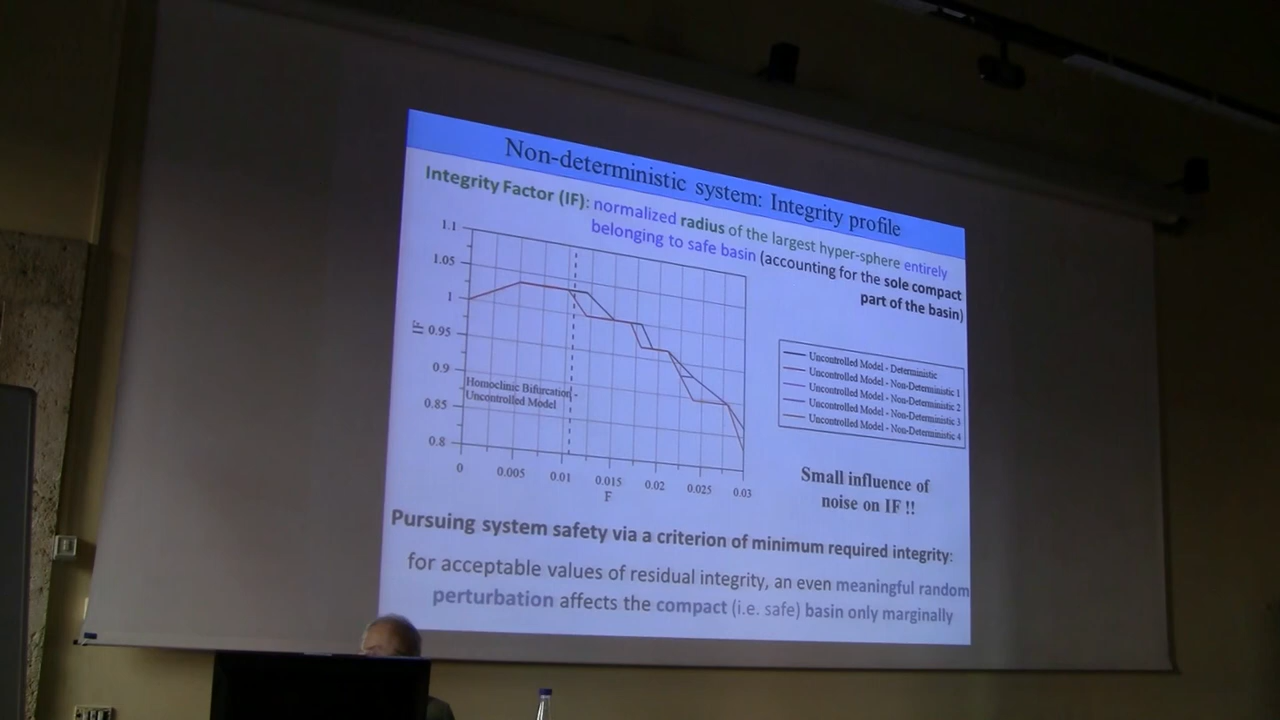 Non-deterministic system: Integrity profile
Integrity Factor (IF): normalized radius of the largest hyper-sphere entirely
belonging to safe basin (accounting for the sole compact
part of the basin)
1.1
1.05
1
0.95
0.9
0.85
0.8
IF
Homoclinic Bifurcation -
Uncontrolled Model
0
0.005
0.01
0.015
0.02
0.025
0.03
F
Uncontrolled Model - Deterministic
Uncontrolled Model - Non-Deterministic 1
Uncontrolled Model - Non-Deterministic 2
Uncontrolled Model - Non-Deterministic 3
Uncontrolled Model - Non-Deterministic 4
Small influence of
noise on IF !!
Pursuing system safety via a criterion of minimum required integrity:
for acceptable values of residual integrity, an even meaningful random
perturbation affects the compact (i.e. safe) basin only marginally